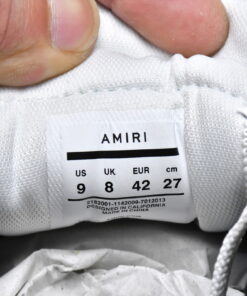 AMIRI
US UK EUR cm
9 8 42 27
DESIGNED IN CALIFORNIA
MADE IN CHINA